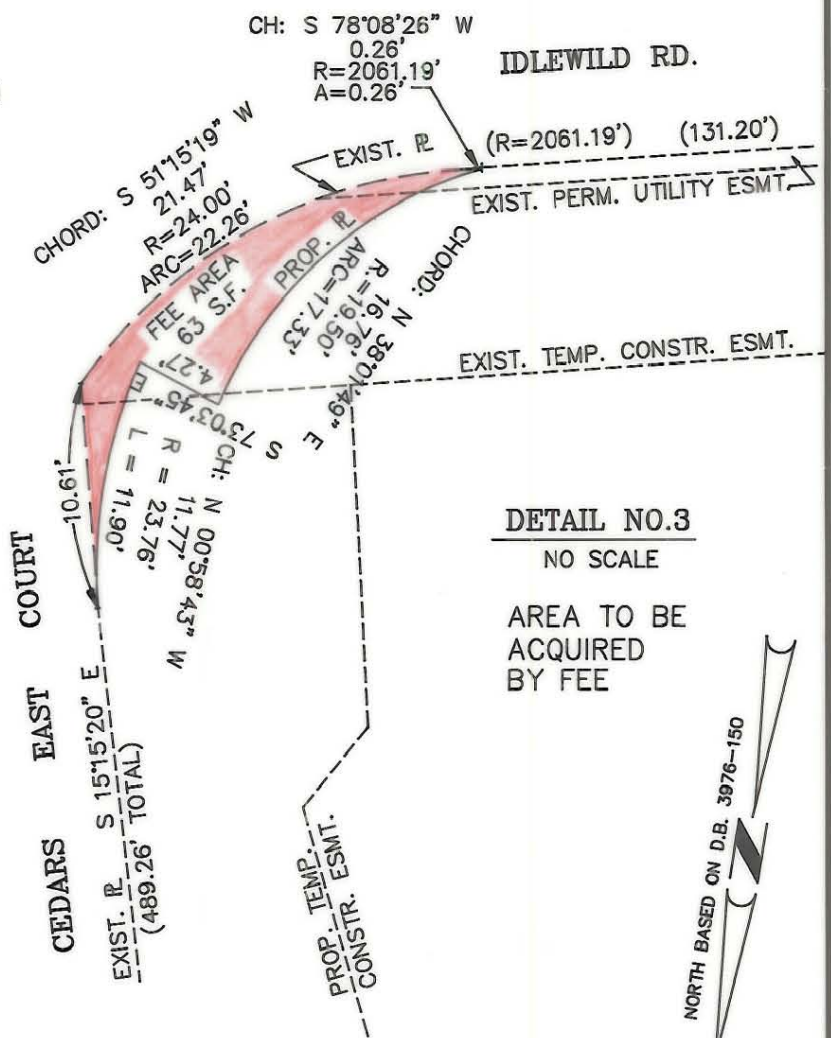 CH: S 78°08'26" W
0.26'
R=2061.19'
A=0.26'
IDLEWILD RD.
(R=2061.19') (131.20')
EXIST. PL
EXIST. PERM. UTILITY ESMT.
CHORD: S 51°15'19" W
21.47'
R=24.00'
ARC=22.26'
FEE AREA
63 S.F.
PROP. PL
CHORD: N 38°01'49" E
16.76'
R.=19.50'
ARC=17.33'
EXIST. TEMP. CONSTR. ESMT.
4.27'
S 73°03'45" E
CH: N 00°58'43" W
11.77'
R = 23.76'
L = 11.90'
10.61'
DETAIL NO.3
NO SCALE
AREA TO BE
ACQUIRED
BY FEE
CEDARS EAST COURT
EXIST. PL S 15°15'20" E
(489.26' TOTAL)
PROP. TEMP.
CONSTR. ESMT.
N
NORTH BASED ON D.B. 3976-150